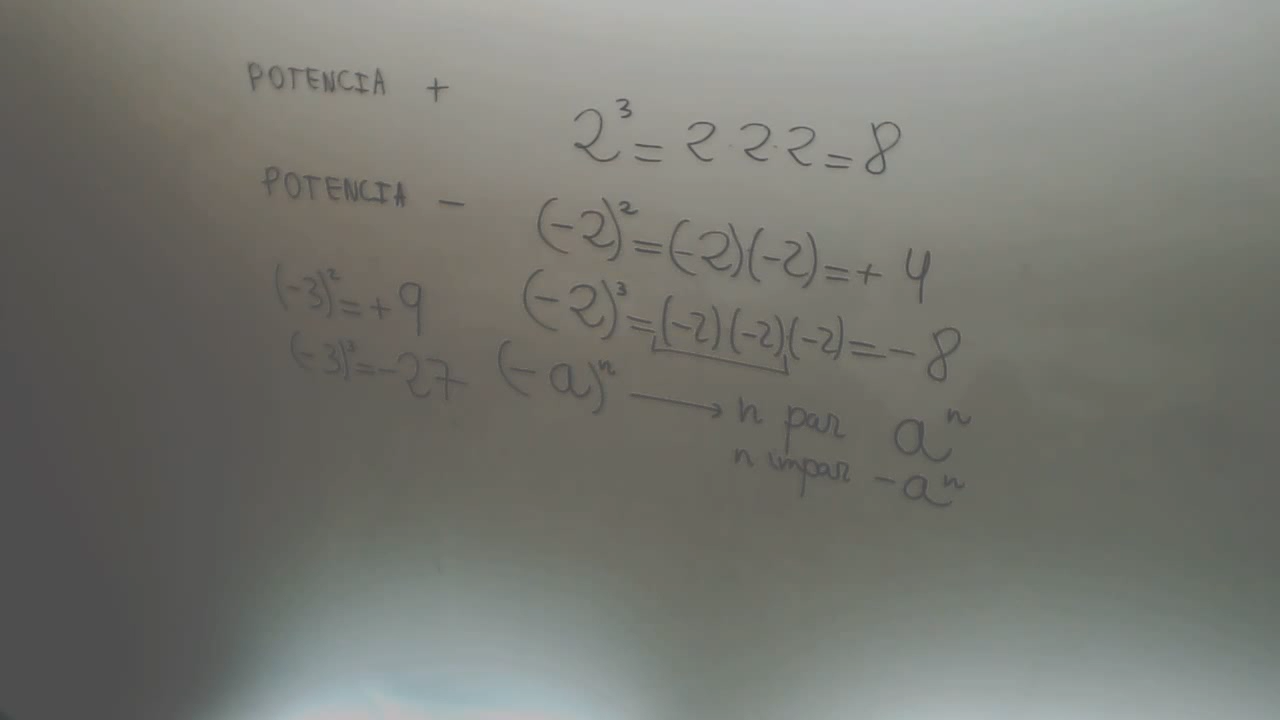 POTENCIA +
2³ = 2·2·2 = 8
POTENCIA -
(-2)² = (-2)(-2) = + 4
(-3)² = + 9
(-2)³ = (-2)(-2)(-2) = - 8
(-3)³ = -27
(-a)ⁿ → n par aⁿ
n impar -aⁿ